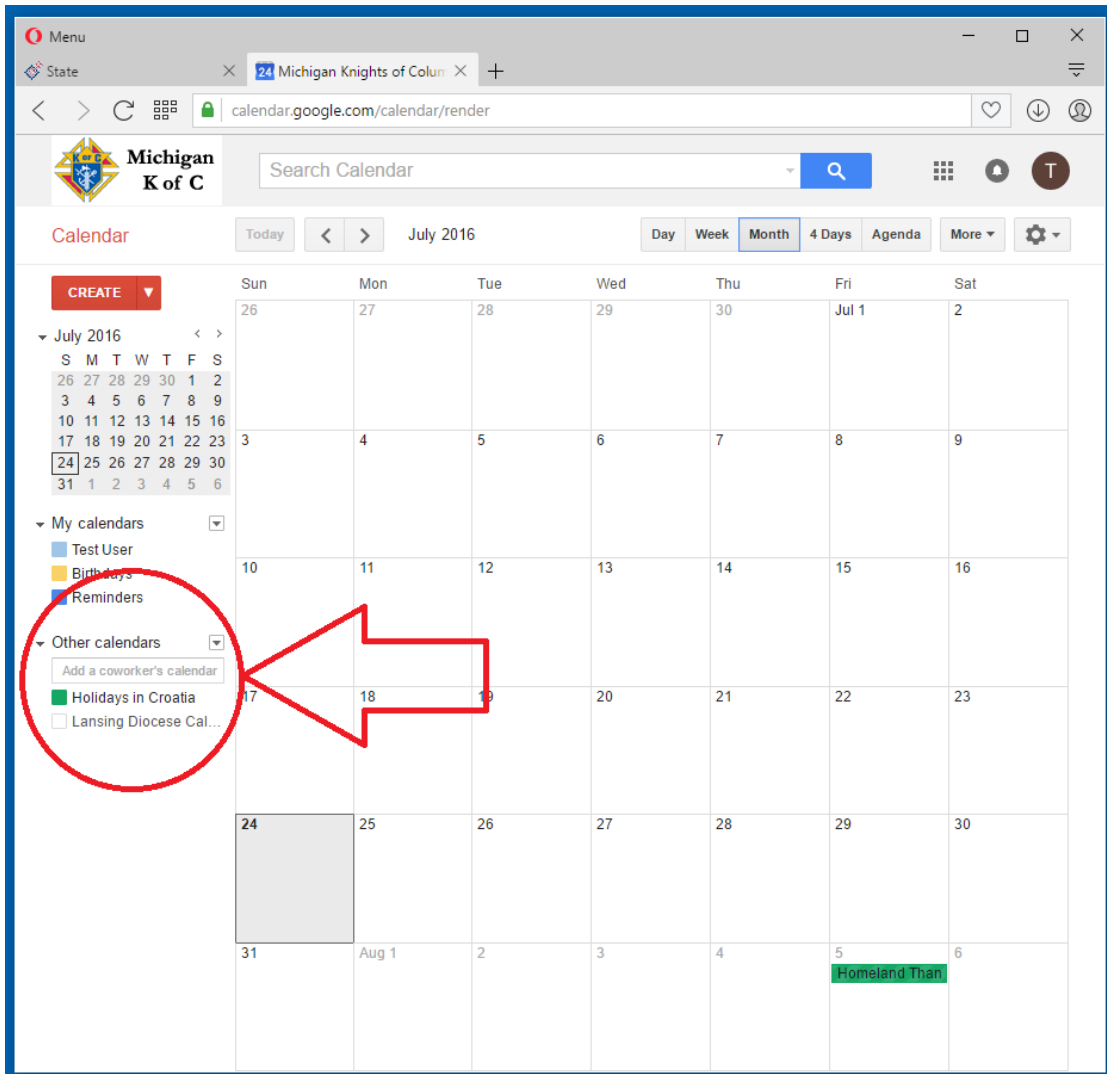 Menu
State
24 Michigan Knights of Colum
calendar.google.com/calendar/render
K of C
Michigan
K of C
Search Calendar
T
Calendar
Today
July 2016
Day Week Month 4 Days Agenda
More
CREATE
July 2016
S M T W T F S
26 27 28 29 30 1 2
3 4 5 6 7 8 9
10 11 12 13 14 15 16
17 18 19 20 21 22 23
24 25 26 27 28 29 30
31 1 2 3 4 5 6
My calendars
Test User
Birthdays
Reminders
Other calendars
Add a coworker's calendar
Holidays in Croatia
Lansing Diocese Cal...
Sun Mon Tue Wed Thu Fri Sat
26 27 28 29 30 Jul 1 2
3 4 5 6 7 8 9
10 11 12 13 14 15 16
17 18 19 20 21 22 23
24 25 26 27 28 29 30
31 Aug 1 2 3 4 5 6
Homeland Than